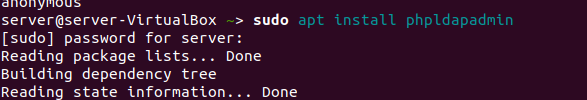 anonymous
server@server-VirtualBox ~> sudo apt install phpldapadmin
[sudo] password for server:
Reading package lists... Done
Building dependency tree
Reading state information... Done